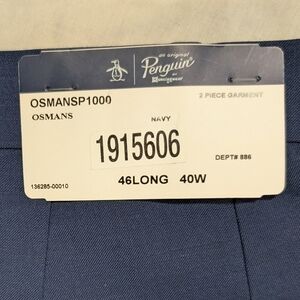 an original
Penguin
BY
Munsingwear
OSMANSP1000
2 PIECE GARMENT
OSMANS
NAVY
1915606
DEPT# 886
136285-00010
46LONG 40W